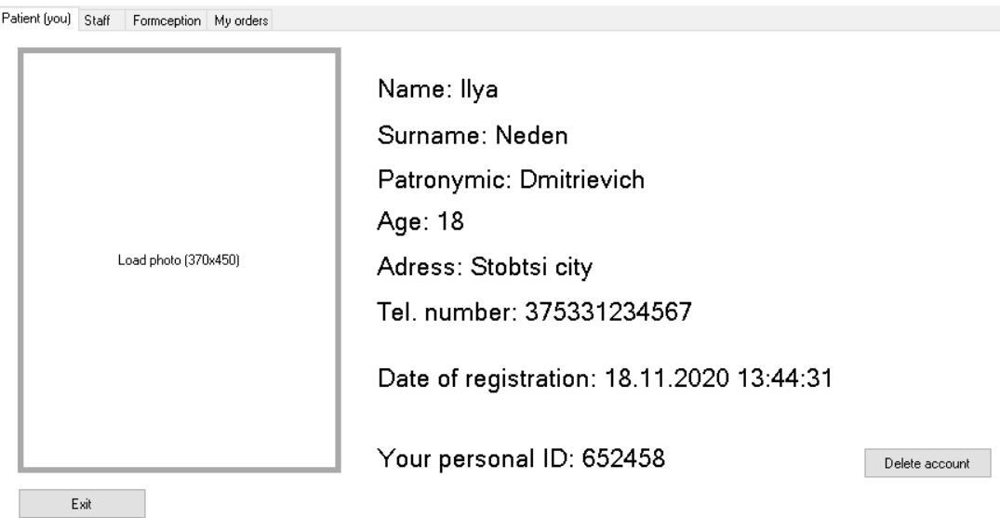 Patient (you) Staff Formception My orders
Name: Ilya
Surname: Neden
Patronymic: Dmitrievich
Age: 18
Load photo (370x450)
Adress: Stobtsi city
Tel. number: 375331234567
Date of registration: 18.11.2020 13:44:31
Your personal ID: 652458
Delete account
Exit